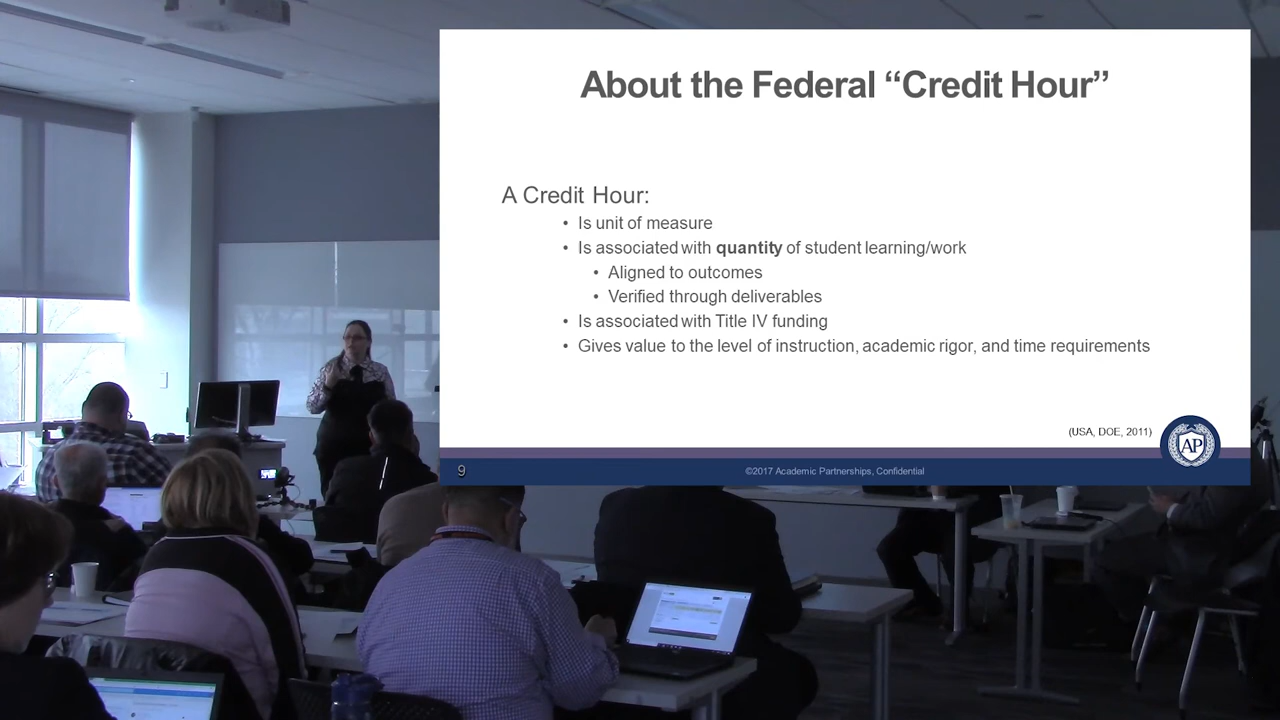 About the Federal “Credit Hour”
A Credit Hour:
• Is unit of measure
• Is associated with quantity of student learning/work
• Aligned to outcomes
• Verified through deliverables
• Is associated with Title IV funding
• Gives value to the level of instruction, academic rigor, and time requirements
(USA, DOE, 2011)
AP
9
©2017 Academic Partnerships, Confidential